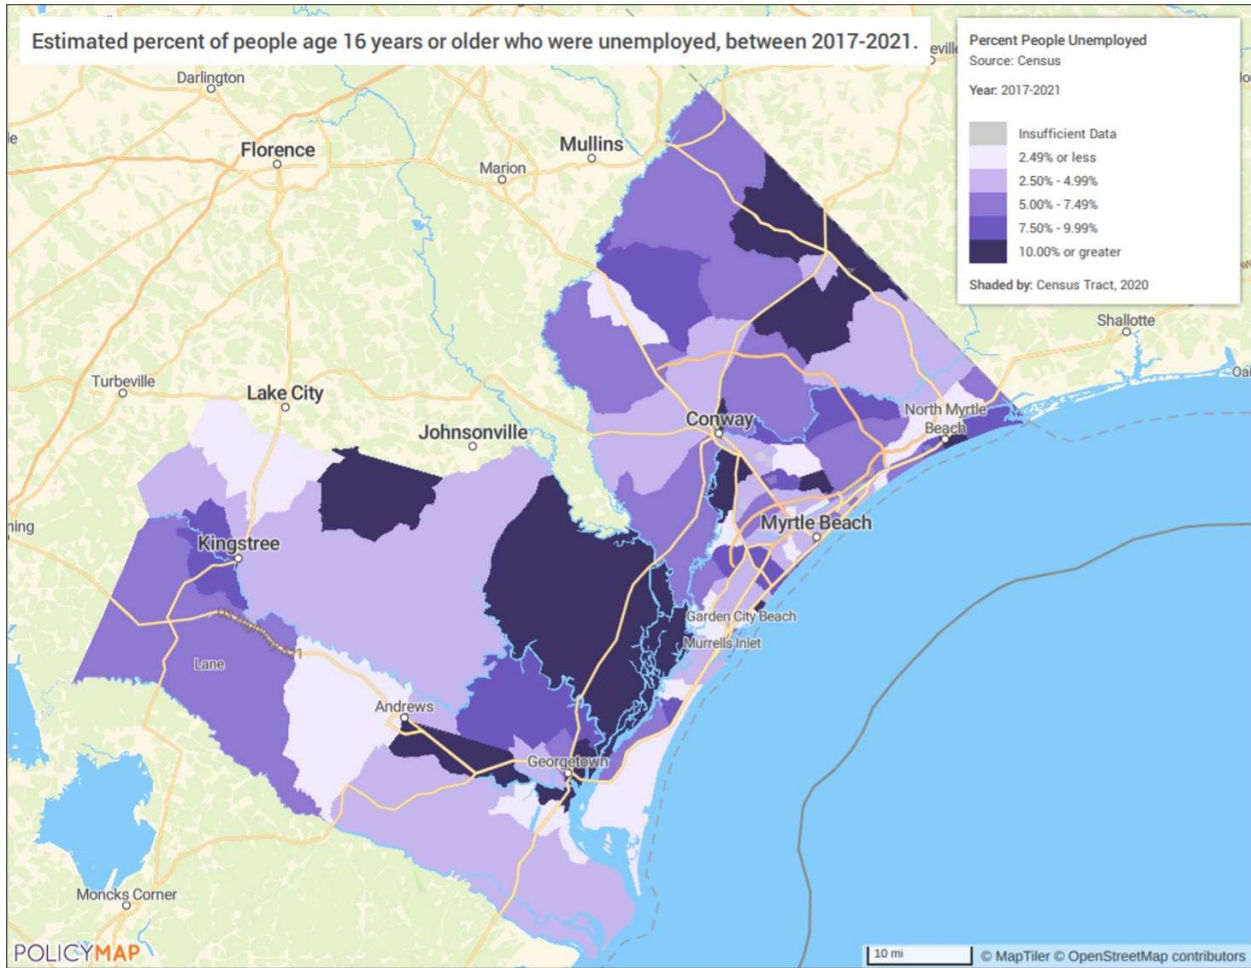 Estimated percent of people age 16 years or older who were unemployed, between 2017-2021.
Percent People Unemployed
Source: Census
Year: 2017-2021
Insufficient Data
2.49% or less
2.50% - 4.99%
5.00% - 7.49%
7.50% - 9.99%
10.00% or greater
Shaded by: Census Tract, 2020
Darlington
Florence
Mullins
Marion
Shallotte
Turbeville
Lake City
Johnsonville
Conway
North Myrtle
Beach
Myrtle Beach
Kingstree
Garden City Beach
Murrells Inlet
Lane
Andrews
Georgetown
Moncks Corner
POLICYMAP
10 mi
© MapTiler © OpenStreetMap contributors